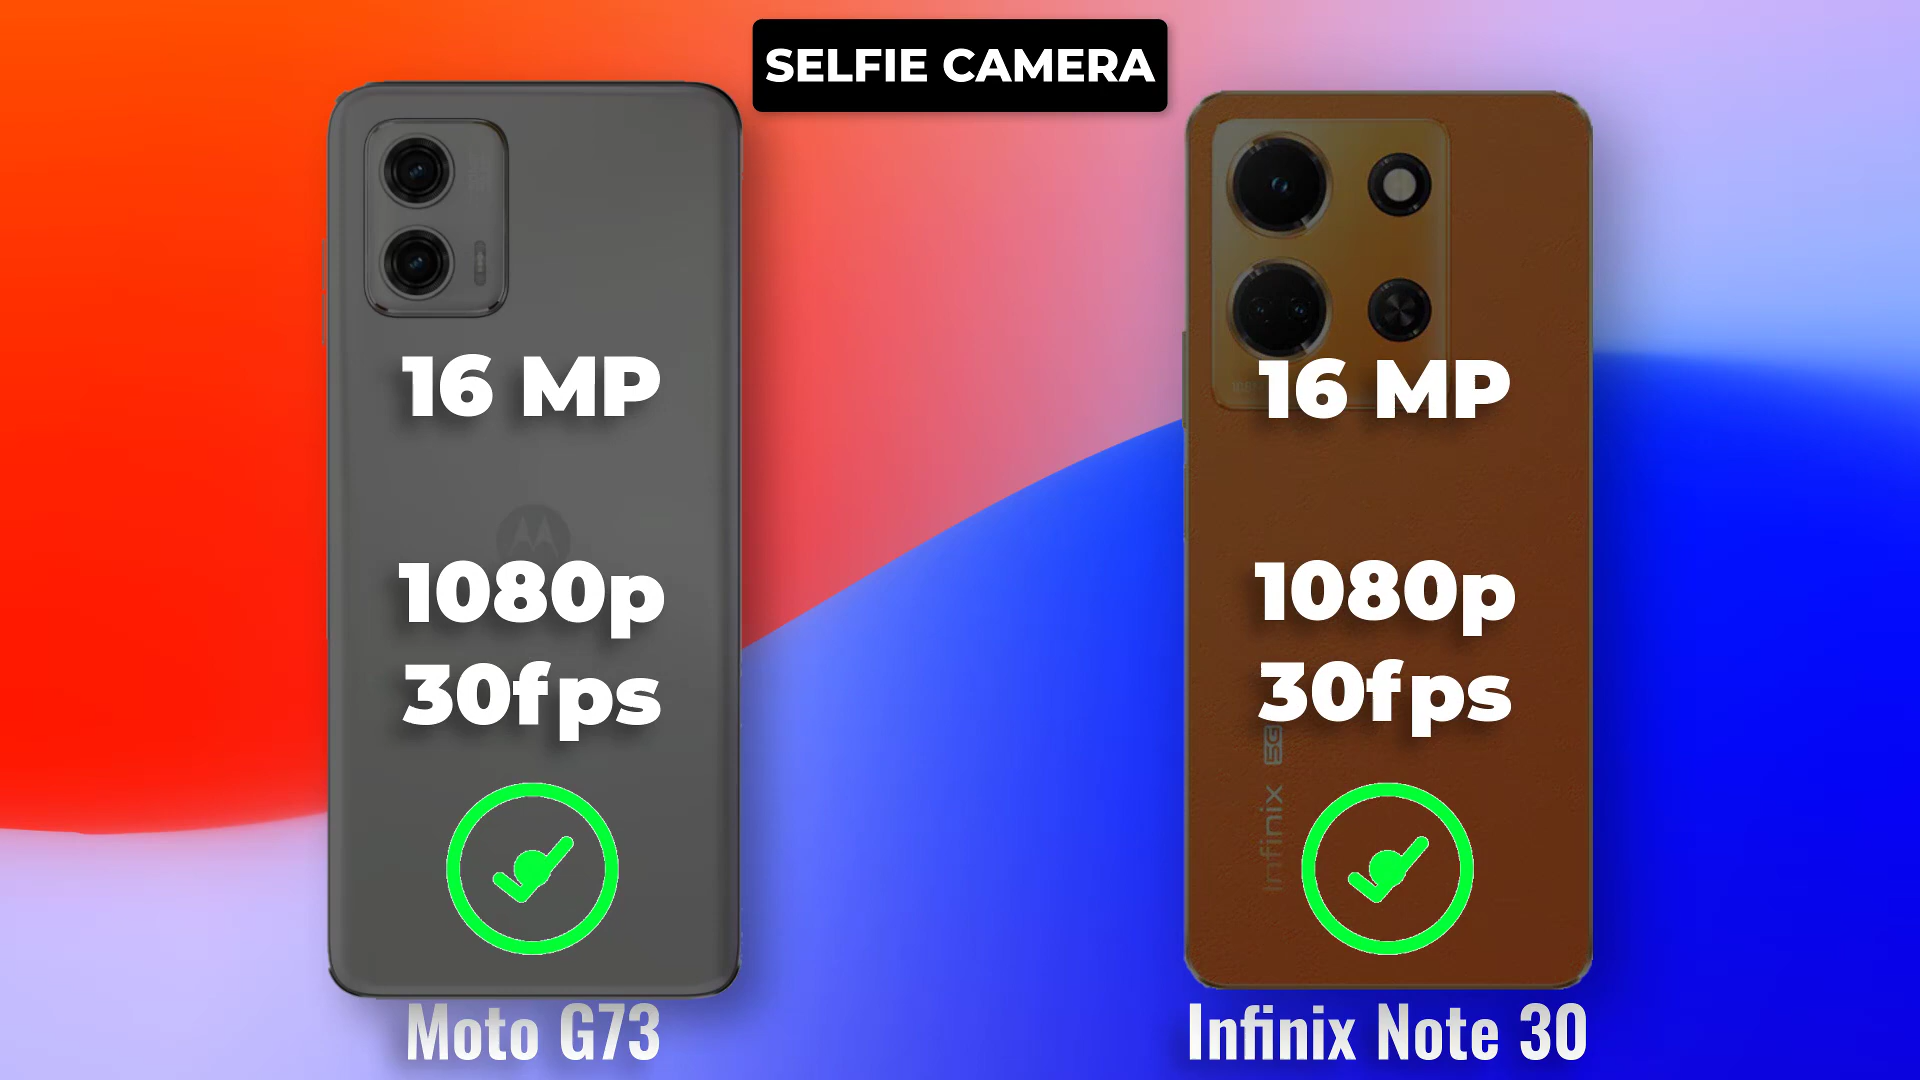 SELFIE CAMERA
16 MP
1080p
30fps
Moto G73
16 MP
1080p
30fps
Infinix 5G
Infinix Note 30